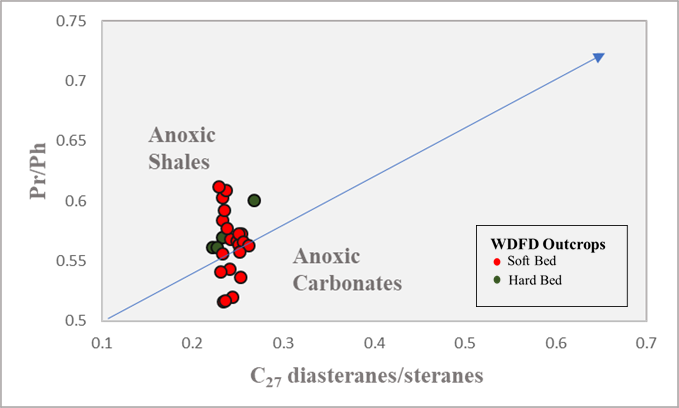 0.75
0.7
0.65
0.6
0.55
0.5
Pr/Ph
Anoxic
Shales
Anoxic
Carbonates
WDFD Outcrops
Soft Bed
Hard Bed
0.1 0.2 0.3 0.4 0.5 0.6 0.7
C₂₇ diasteranes/steranes